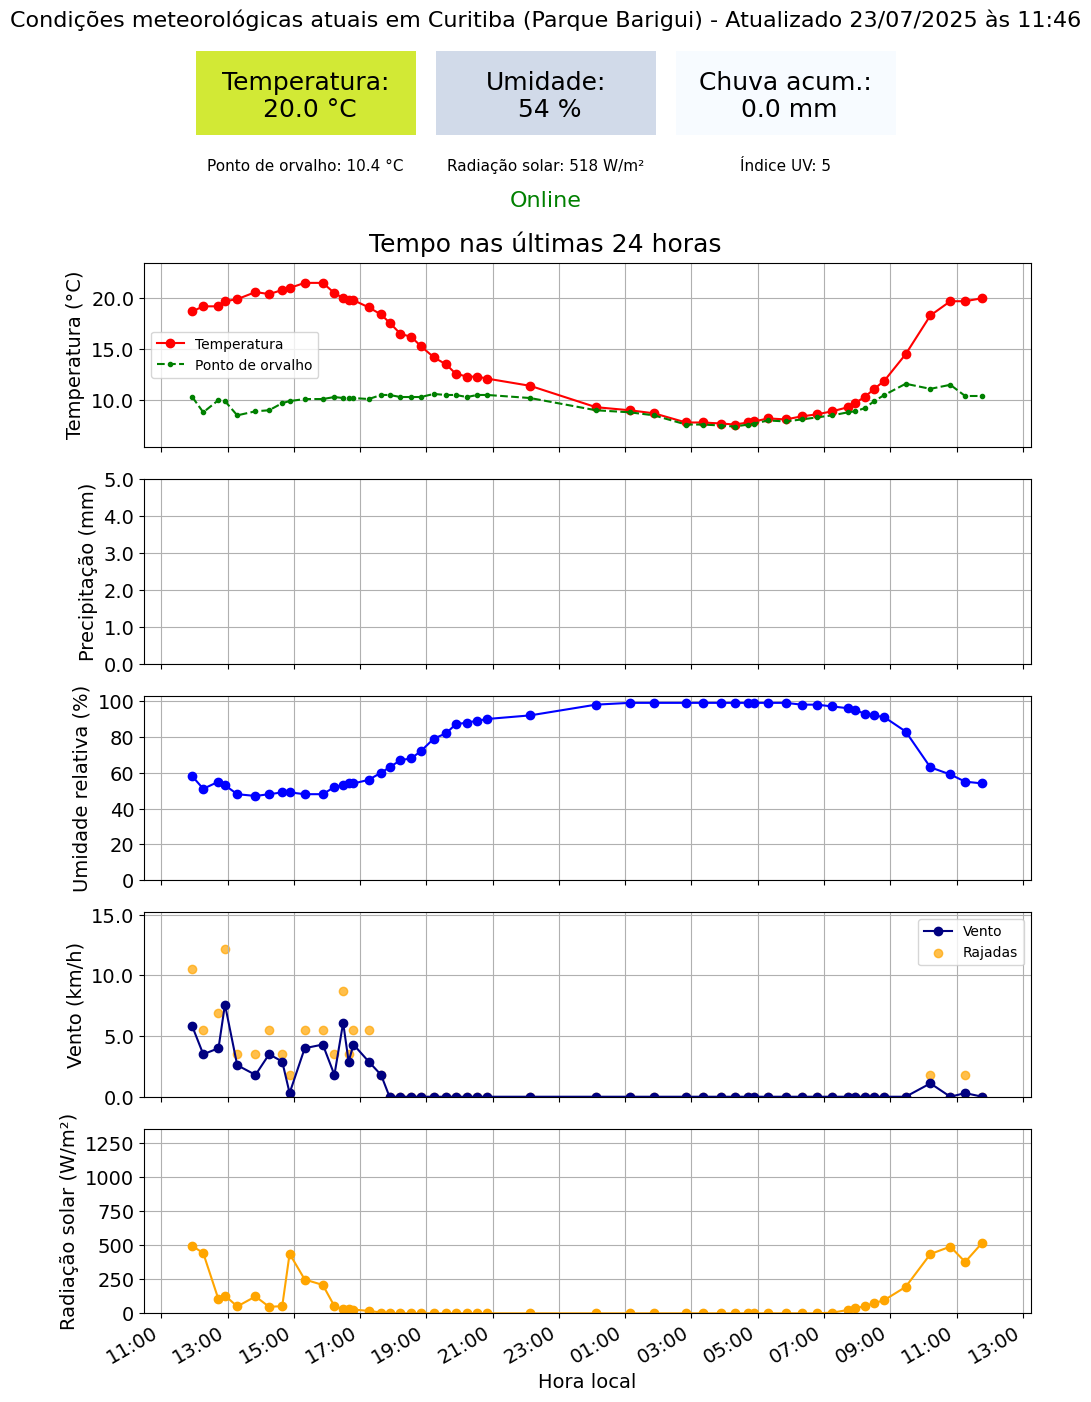 Condições meteorológicas atuais em Curitiba (Parque Barigui) - Atualizado 23/07/2025 às 11:46
Temperatura:
20.0 °C
Umidade:
54 %
Chuva acum.:
0.0 mm
Ponto de orvalho: 10.4 °C
Radiação solar: 518 W/m²
Índice UV: 5
Online
Tempo nas últimas 24 horas
Temperatura (°C)
20.0
15.0
10.0
Temperatura
Ponto de orvalho
Precipitação (mm)
5.0
4.0
3.0
2.0
1.0
0.0
Umidade relativa (%)
100
80
60
40
20
0
Vento (km/h)
15.0
10.0
5.0
0.0
Vento
Rajadas
Radiação solar (W/m²)
1250
1000
750
500
250
0
11:00
13:00
15:00
17:00
19:00
21:00
23:00
01:00
03:00
05:00
07:00
09:00
11:00
13:00
Hora local